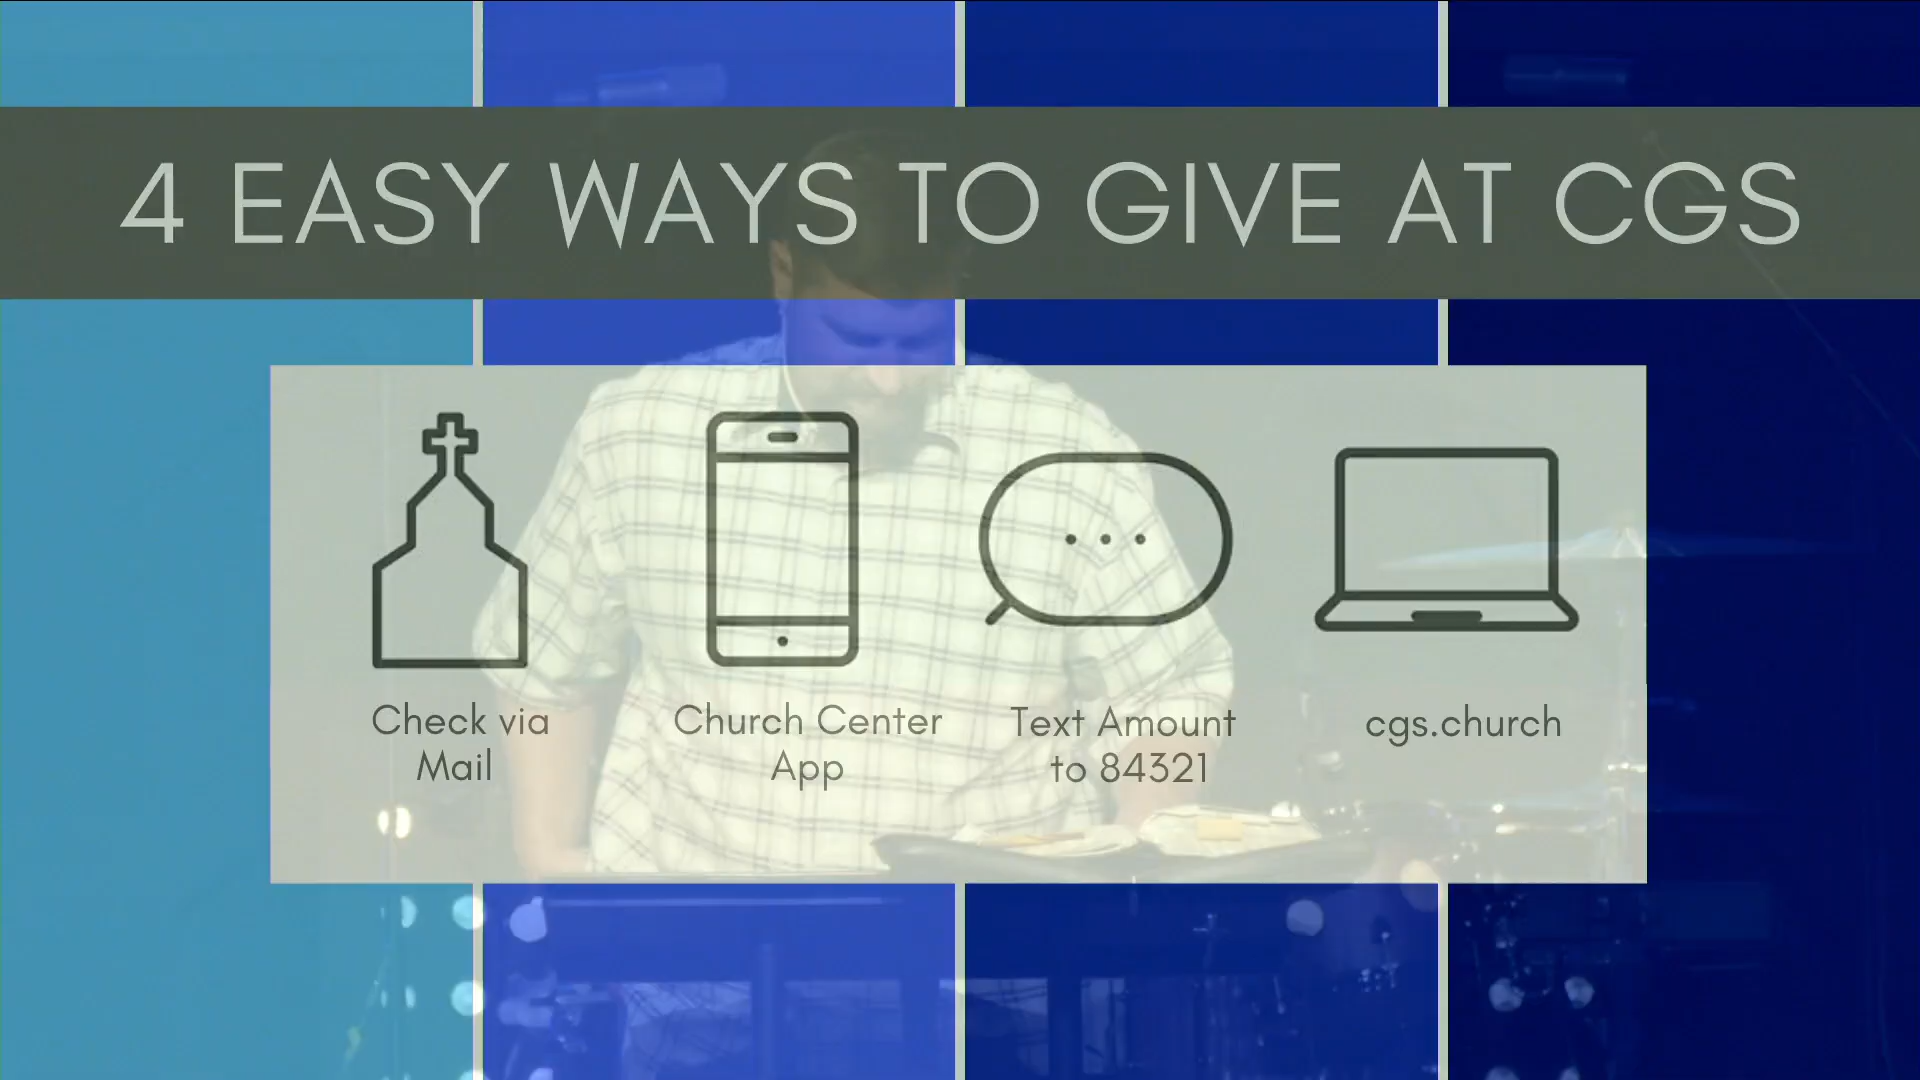 4 EASY WAYS TO GIVE AT CGS
Check via
Mail
Church Center
App
Text Amount
to 84321
cgs.church